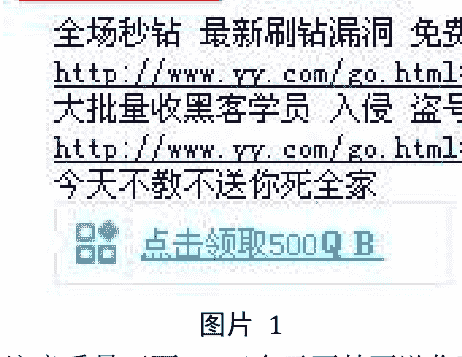 全场秒钻 最新刷钻漏洞 免费
http://www.yy.com/go.html
大批量收黑客学员 入侵 盗号
http://www.yy.com/go.html
今天不教不送你死全家
点击领取500QB
图片 1